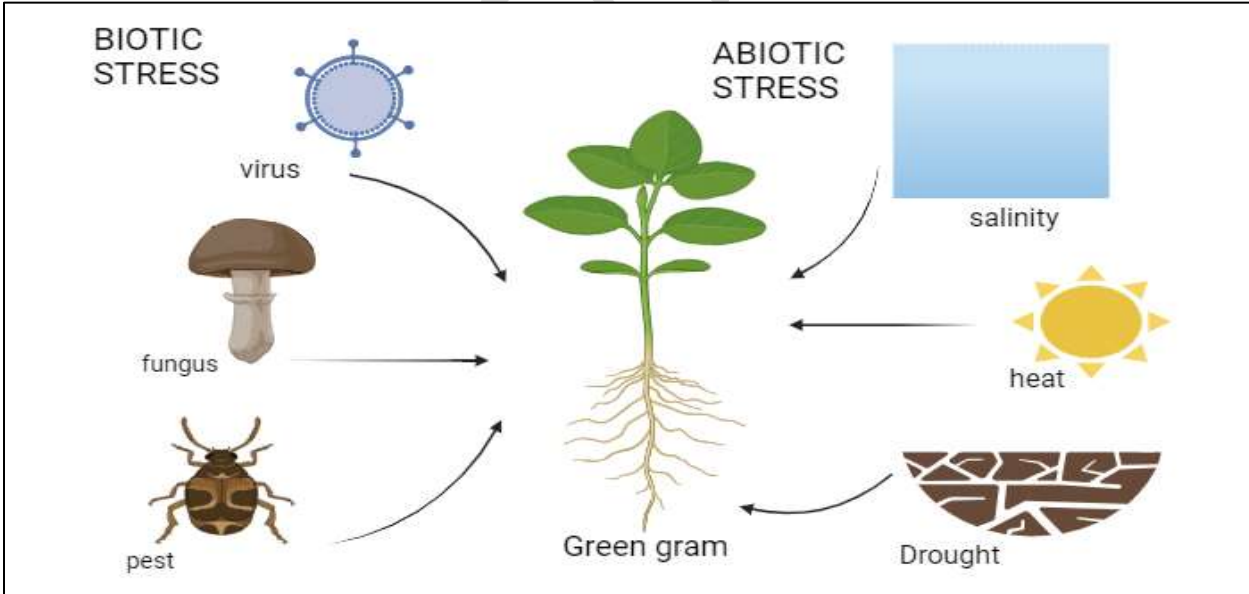 BIOTIC
STRESS
virus
fungus
pest
Green gram
ABIOTIC
STRESS
salinity
heat
Drought